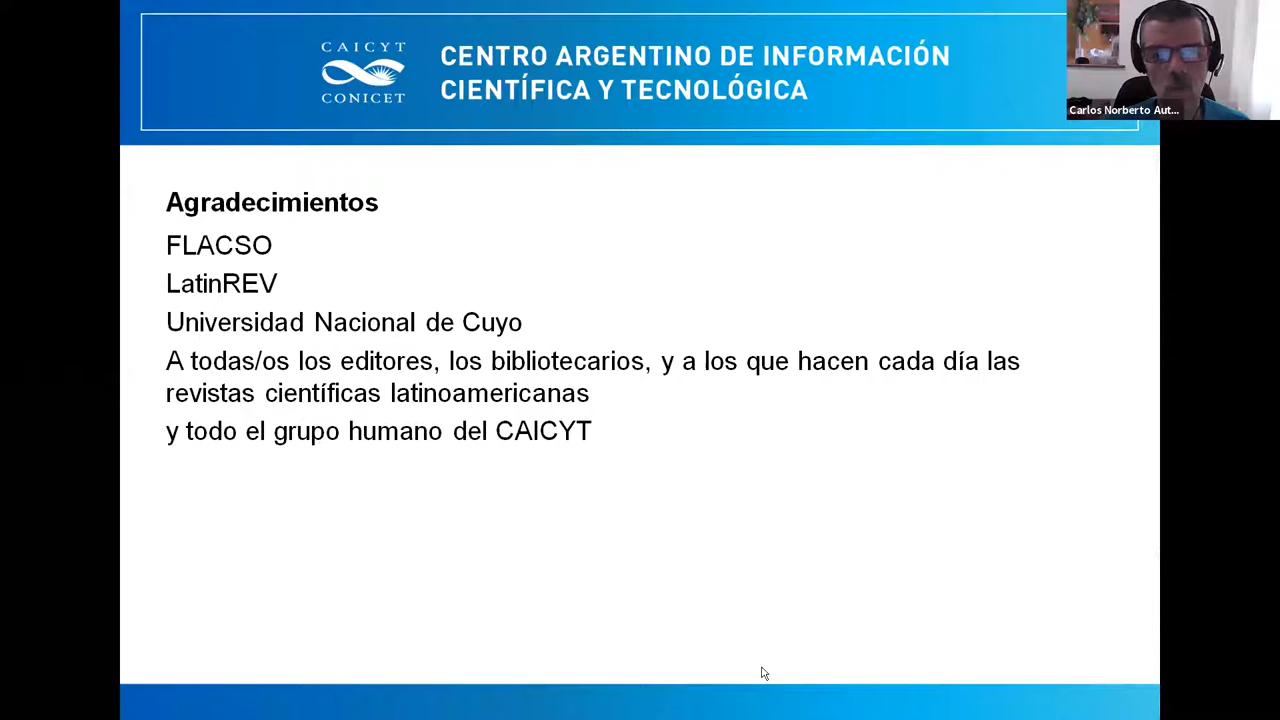 CAICYT
CONICET
CENTRO ARGENTINO DE INFORMACIÓN
CIENTÍFICA Y TECNOLÓGICA
Carlos Norberto Aut...
Agradecimientos
FLACSO
LatinREV
Universidad Nacional de Cuyo
A todas/os los editores, los bibliotecarios, y a los que hacen cada día las
revistas científicas latinoamericanas
y todo el grupo humano del CAICYT